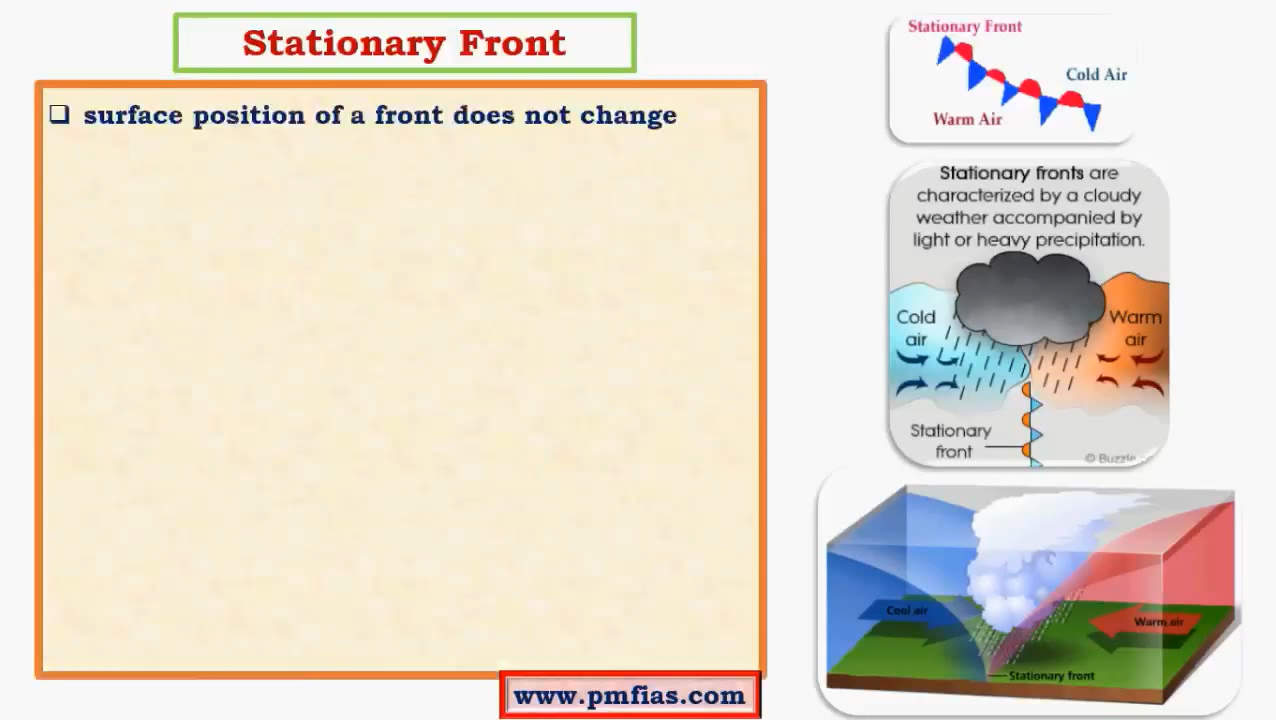 Stationary Front
❑ surface position of a front does not change
www.pmfias.com
Stationary Front
Cold Air
Warm Air
Stationary fronts are
characterized by a cloudy
weather accompanied by
light or heavy precipitation.
Cold
air
Warm
air
Stationary
front
© Buzzle
Cool air
Warm air
Stationary front